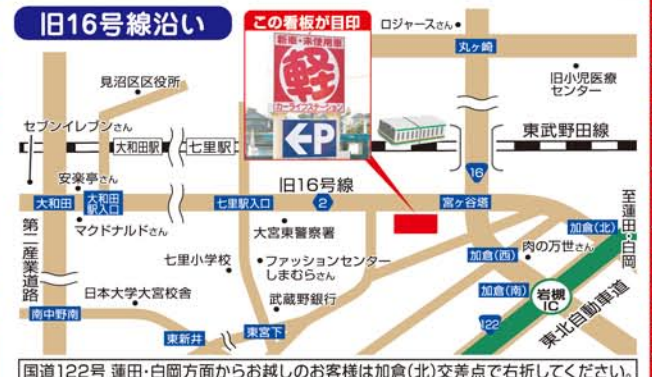 旧16号線沿い
この看板が目印
新車・未使用車
軽
カーライフステーション
P
ロジャースさん
丸ヶ崎
旧小児医療
センター
見沼区区役所
セブンイレブンさん
大和田駅
七里駅
東武野田線
安楽亭さん
旧16号線
16
大和田
大和田
駅入口
七里駅入口
2
宮ヶ谷塔
マクドナルドさん
大宮東警察署
加倉(北)
至蓮田・白岡
第二産業道路
七里小学校
ファッションセンター
しまむらさん
加倉(西)
肉の万世さん
日本大学大宮校舎
武蔵野銀行
加倉(南)
岩槻
IC
東北自動車道
南中野南
東新井
東宮下
122
国道122号 蓮田・白岡方面からお越しのお客様は加倉(北)交差点で右折してください。